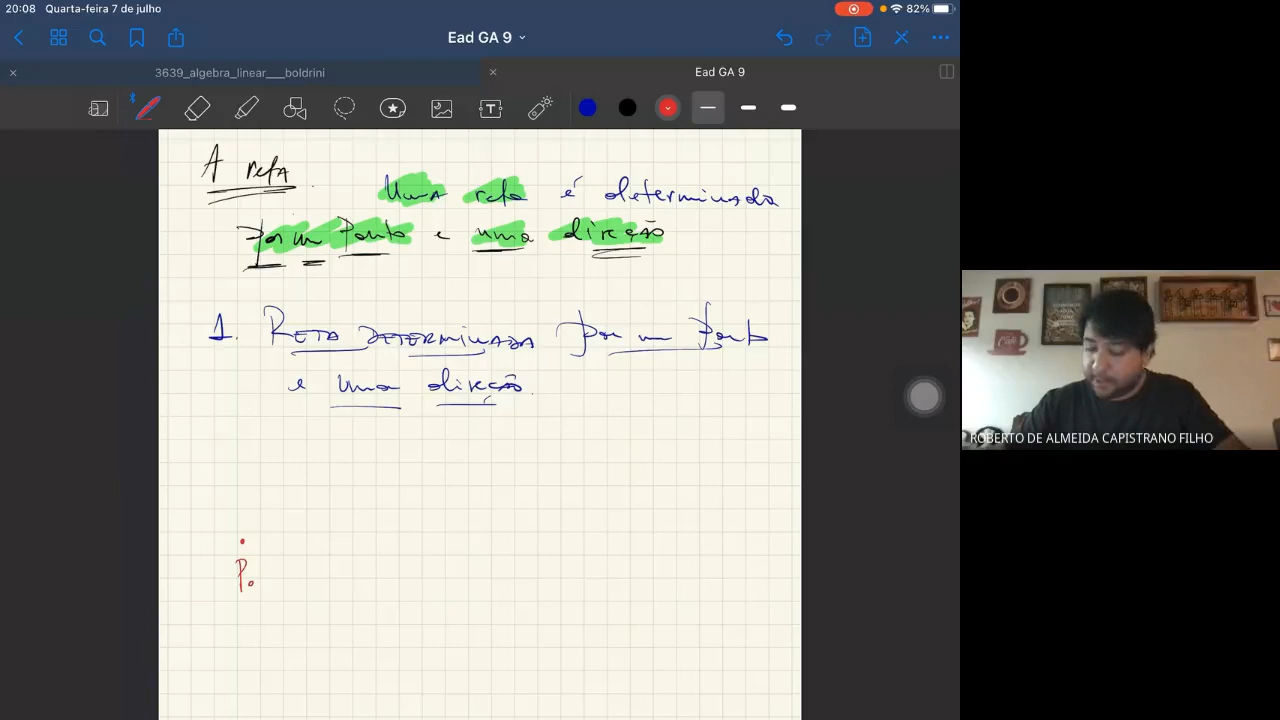 20:08 Quarta-feira 7 de julho
82%
Ead GA 9
3639_algebra_linear___boldrini
Ead GA 9
A reta. Uma reta é determinada
por um ponto e uma direção
1. RETA DETERMINADA por um ponto
e uma direção.
P₀
ROBERTO DE ALMEIDA CAPISTRANO FILHO